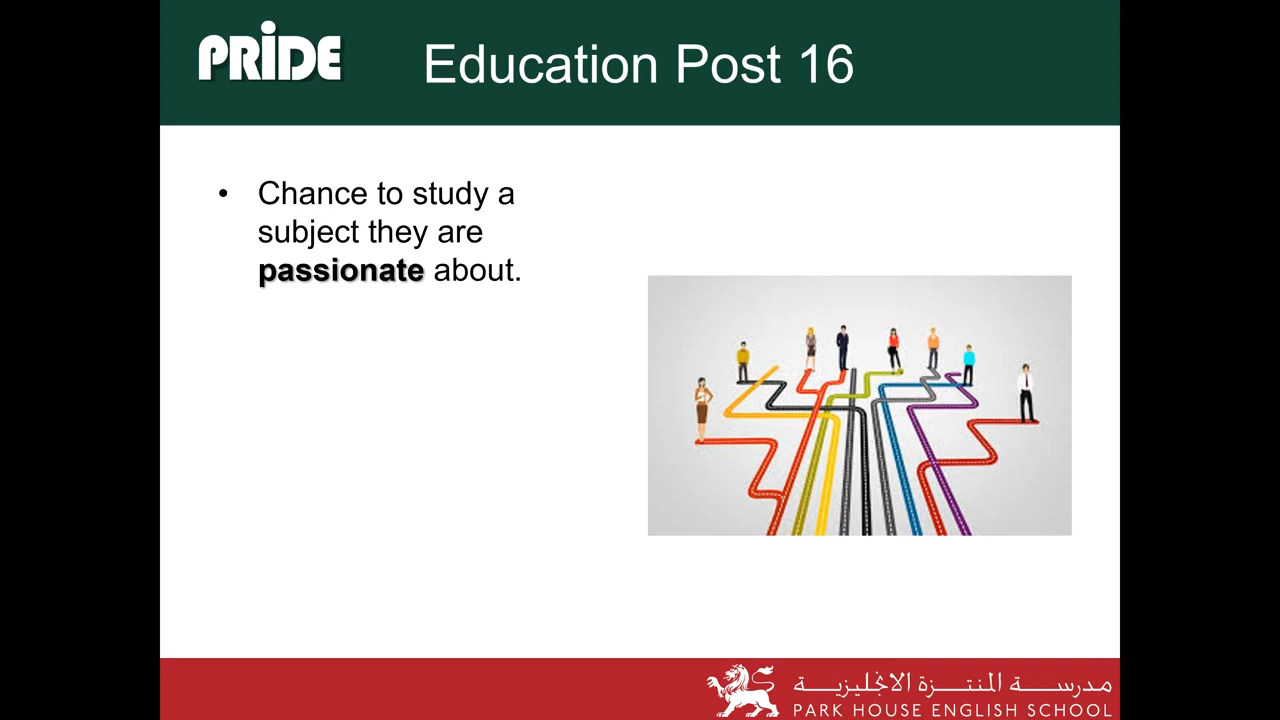 PRIDE
Education Post 16
• Chance to study a
subject they are
passionate about.
مدرسة المنتزة الانجليزية
PARK HOUSE ENGLISH SCHOOL